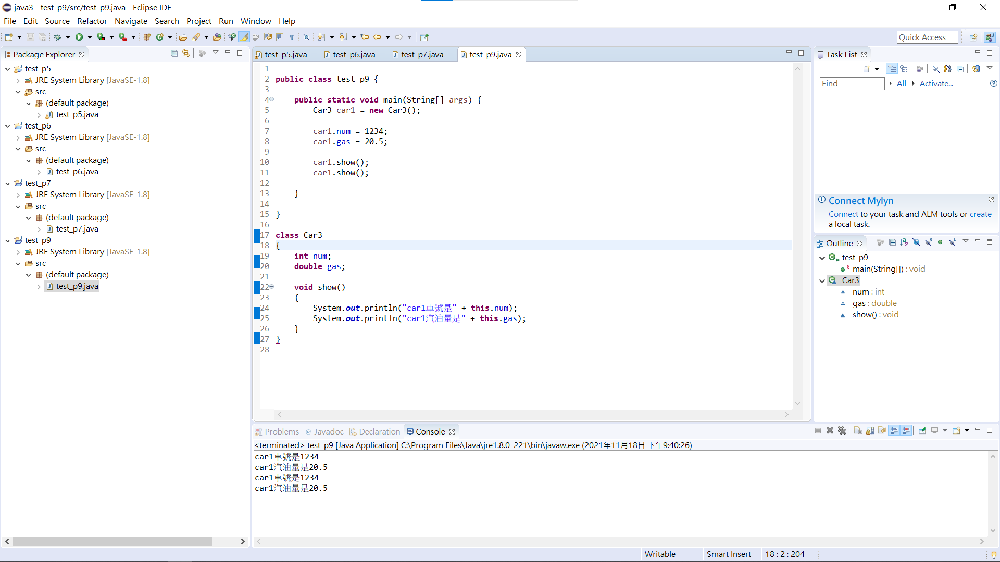 java3 - test_p9/src/test_p9.java - Eclipse IDE
File Edit Source Refactor Navigate Search Project Run Window Help
Quick Access
Package Explorer
test_p5
JRE System Library [JavaSE-1.8]
src
(default package)
test_p5.java
test_p6
JRE System Library [JavaSE-1.8]
src
(default package)
test_p6.java
test_p7
JRE System Library [JavaSE-1.8]
src
(default package)
test_p7.java
test_p9
JRE System Library [JavaSE-1.8]
src
(default package)
test_p9.java
test_p5.java test_p6.java test_p7.java test_p9.java
1
2 public class test_p9 {
3
4 public static void main(String[] args) {
5 Car3 car1 = new Car3();
6
7 car1.num = 1234;
8 car1.gas = 20.5;
9
10 car1.show();
11 car1.show();
12
13 }
14
15 }
16
17 class Car3
18 {
19 int num;
20 double gas;
21
22 void show()
23 {
24 System.out.println("car1車號是" + this.num);
25 System.out.println("car1汽油量是" + this.gas);
26 }
27 }
28
Task List
Find All Activate...
Connect Mylyn
Connect to your task and ALM tools or create
a local task.
Outline
test_p9
main(String[]) : void
Car3
num : int
gas : double
show() : void
Problems @ Javadoc Declaration Console
<terminated> test_p9 [Java Application] C:\Program Files\Java\jre1.8.0_221\bin\javaw.exe (2021年11月18日 下午9:40:26)
car1車號是1234
car1汽油量是20.5
car1車號是1234
car1汽油量是20.5
Writable Smart Insert 18 : 2 : 204